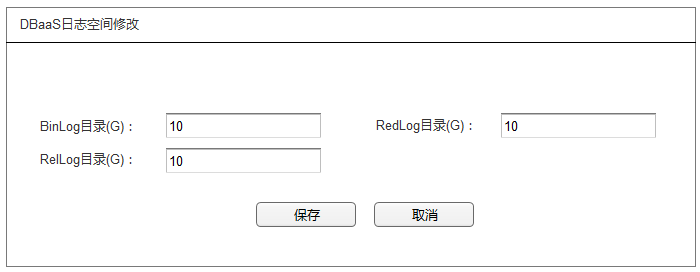 DBaaS日志空间修改
BinLog目录(G)： 10 RedLog目录(G)： 10
RelLog目录(G)： 10
保存 取消